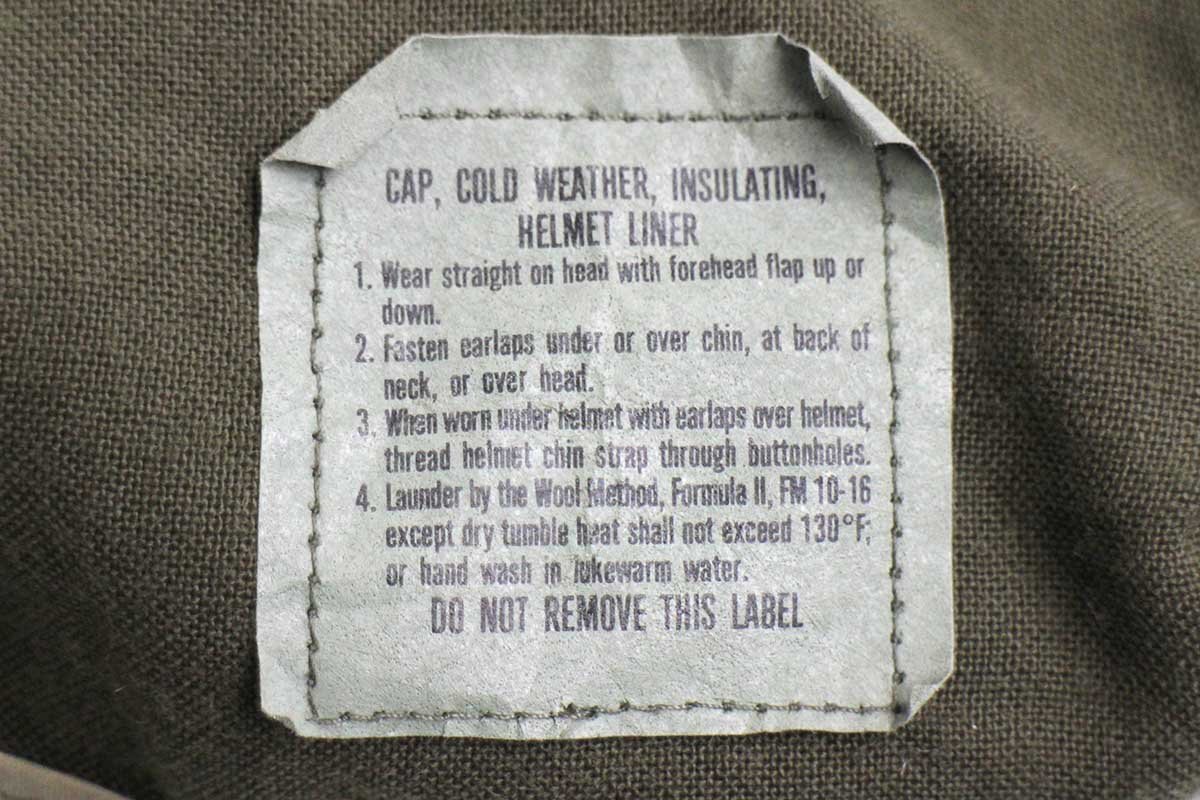 CAP, COLD WEATHER, INSULATING,
HELMET LINER
1. Wear straight on head with forehead flap up or
down.
2. Fasten earlaps under or over chin, at back of
neck, or over head.
3. When worn under helmet with earlaps over helmet,
thread helmet chin strap through buttonholes.
4. Launder by the Wool Method, Formula II, FM 10-16
except dry tumble heat shall not exceed 130°F;
or hand wash in lukewarm water.
DO NOT REMOVE THIS LABEL